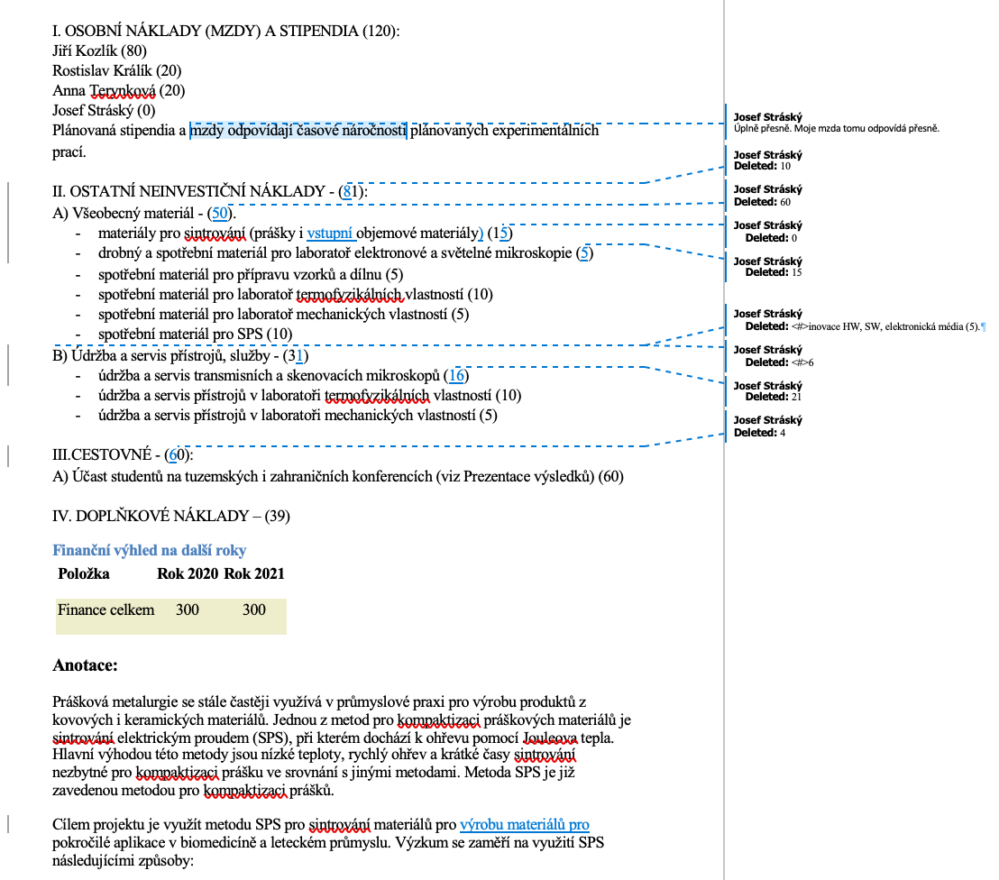 I. OSOBNÍ NÁKLADY (MZDY) A STIPENDIA (120):
Jiří Kozlík (80)
Rostislav Králík (20)
Anna Terynková (20)
Josef Stráský (0)
Plánovaná stipendia a mzdy odpovídají časové náročnosti plánovaných experimentálních
prací.
II. OSTATNÍ NEINVESTIČNÍ NÁKLADY - (81):
A) Všeobecný materiál - (50).
- materiály pro sintrování (prášky i vstupní objemové materiály) (15)
- drobný a spotřební materiál pro laboratoř elektronové a světelné mikroskopie (5)
- spotřební materiál pro přípravu vzorků a dílnu (5)
- spotřební materiál pro laboratoř termofyzikálních vlastností (10)
- spotřební materiál pro laboratoř mechanických vlastností (5)
- spotřební materiál pro SPS (10)
B) Údržba a servis přístrojů, služby - (31)
- údržba a servis transmisních a skenovacích mikroskopů (16)
- údržba a servis přístrojů v laboratoři termofyzikálních vlastností (10)
- údržba a servis přístrojů v laboratoři mechanických vlastností (5)
III.CESTOVNÉ - (60):
A) Účast studentů na tuzemských i zahraničních konferencích (viz Prezentace výsledků) (60)
IV. DOPLŇKOVÉ NÁKLADY – (39)
Finanční výhled na další roky
Položka Rok 2020 Rok 2021
Finance celkem 300 300
Anotace:
Prášková metalurgie se stále častěji využívá v průmyslové praxi pro výrobu produktů z
kovových i keramických materiálů. Jednou z metod pro kompaktizaci práškových materiálů je
sintrování elektrickým proudem (SPS), při kterém dochází k ohřevu pomocí Jouleova tepla.
Hlavní výhodou této metody jsou nízké teploty, rychlý ohřev a krátké časy sintrování
nezbytné pro kompaktizaci prášku ve srovnání s jinými metodami. Metoda SPS je již
zavedenou metodou pro kompaktizaci prášků.
Cílem projektu je využít metodu SPS pro sintrování materiálů pro výrobu materiálů pro
pokročilé aplikace v biomedicíně a leteckém průmyslu. Výzkum se zaměří na využití SPS
následujícími způsoby:
Josef Stráský
Úplně přesně. Moje mzda tomu odpovídá přesně.
Josef Stráský
Deleted: 10
Josef Stráský
Deleted: 60
Josef Stráský
Deleted: 0
Josef Stráský
Deleted: 15
Josef Stráský
Deleted: <#>inovace HW, SW, elektronická média (5).¶
Josef Stráský
Deleted: <#>6
Josef Stráský
Deleted: 21
Josef Stráský
Deleted: 4